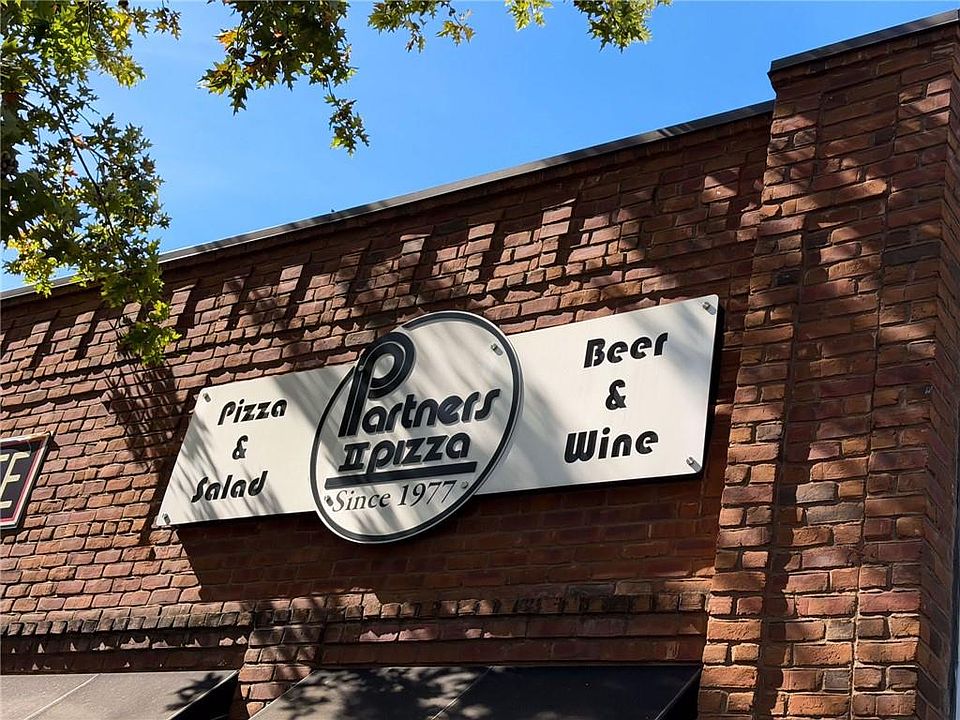 Pizza
&
Salad
Partners
II pizza
Since 1977
Beer
&
Wine
E